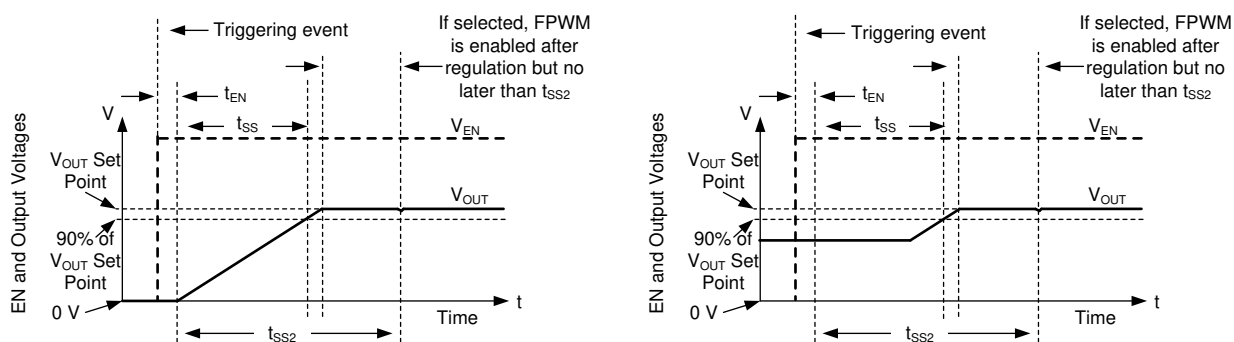 Triggering event
If selected, FPWM
is enabled after
regulation but no
later than tSS2
tEN
V
tSS
VEN
EN and Output Voltages
VOUT Set
Point
VOUT
90% of
VOUT Set
Point
0 V
t
Time
tSS2
Triggering event
If selected, FPWM
is enabled after
regulation but no
later than tSS2
tEN
V
tSS
VEN
EN and Output Voltages
VOUT Set
Point
VOUT
90% of
VOUT Set
Point
0 V
t
Time
tSS2